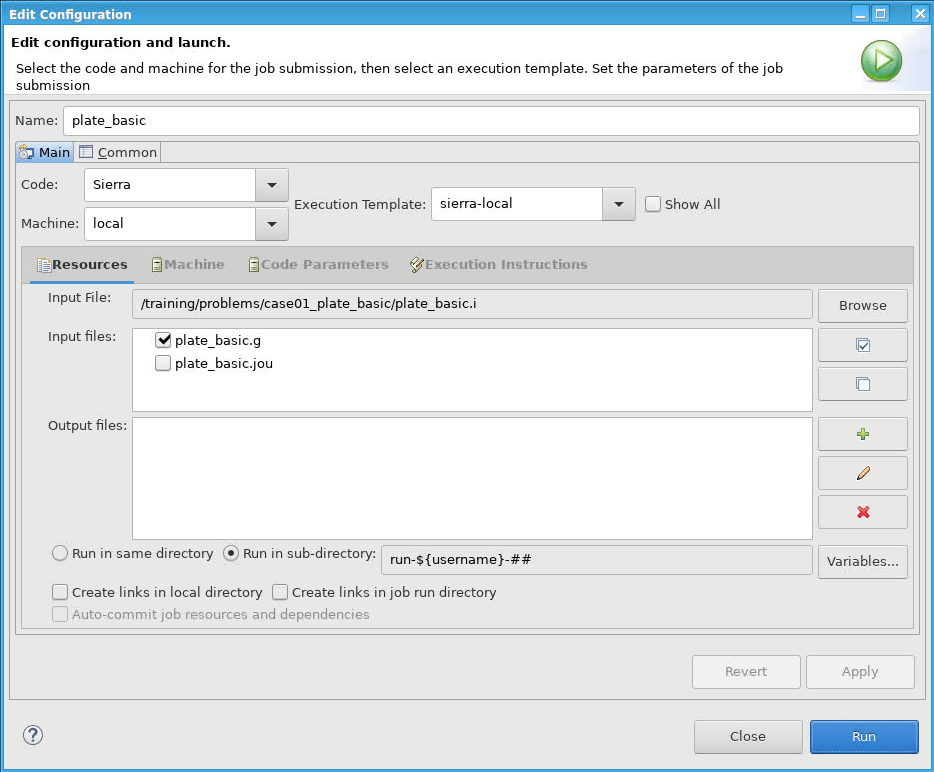 Edit Configuration
Edit configuration and launch.
Select the code and machine for the job submission, then select an execution template. Set the parameters of the job
submission
Name: plate_basic
Main Common
Code: Sierra
Execution Template: sierra-local Show All
Machine: local
Resources Machine Code Parameters Execution Instructions
Input File: /training/problems/case01_plate_basic/plate_basic.i Browse
Input files: plate_basic.g
plate_basic.jou
Output files:
Run in same directory Run in sub-directory: run-${username}-## Variables...
Create links in local directory Create links in job run directory
Auto-commit job resources and dependencies
Revert Apply
? Close Run